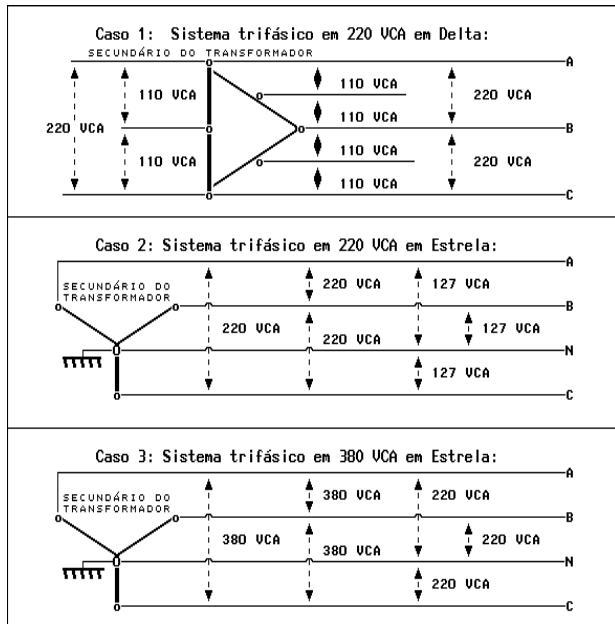 Caso 1: Sistema trifásico em 220 VCA em Delta:
SECUNDÁRIO DO TRANSFORMADOR
A
110 VCA
110 VCA
220 VCA
110 VCA
220 VCA
B
110 VCA
110 VCA
220 VCA
110 VCA
C
Caso 2: Sistema trifásico em 220 VCA em Estrela:
A
SECUNDÁRIO DO
TRANSFORMADOR
220 VCA
127 VCA
B
220 VCA
220 VCA
127 VCA
N
127 VCA
C
Caso 3: Sistema trifásico em 380 VCA em Estrela:
A
SECUNDÁRIO DO
TRANSFORMADOR
380 VCA
220 VCA
B
380 VCA
380 VCA
220 VCA
N
220 VCA
C